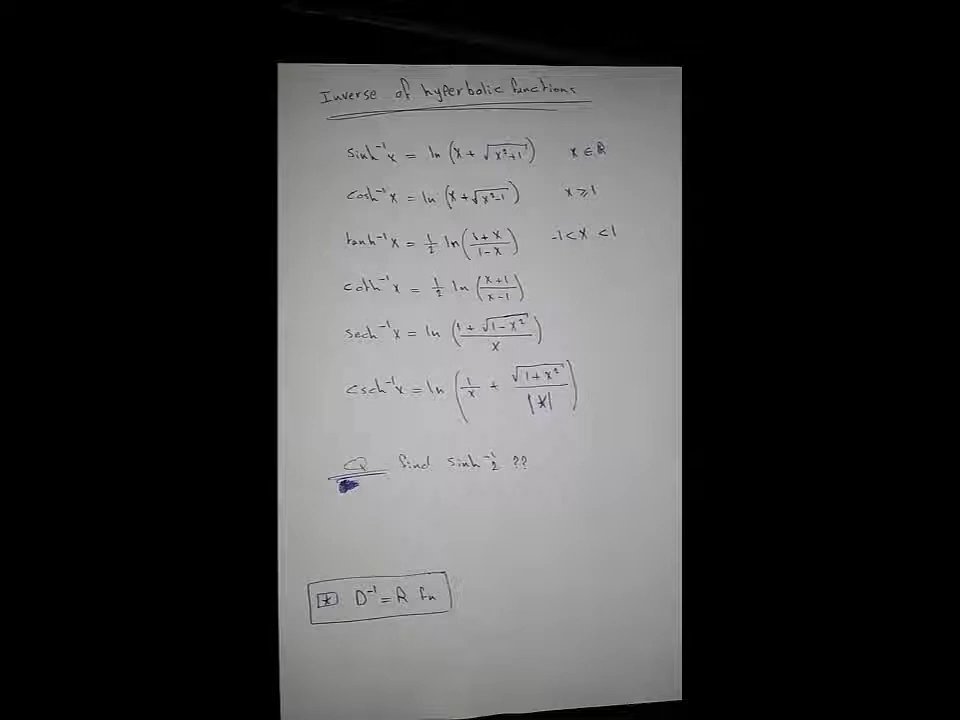 Inverse of hyperbolic functions
sinh⁻¹x = ln (x + √(x²+1)) x ∈ ℝ
cosh⁻¹x = ln (x + √(x²-1)) x ≥ 1
tanh⁻¹x = 1/2 ln((1+x)/(1-x)) -1 < x < 1
coth⁻¹x = 1/2 ln ((x+1)/(x-1))
sech⁻¹x = ln ((1 + √(1-x²))/x)
csch⁻¹x = ln (1/x + √(1+x²)/|x|)
Q find sinh⁻¹2 ??
* D⁻¹ = R fn